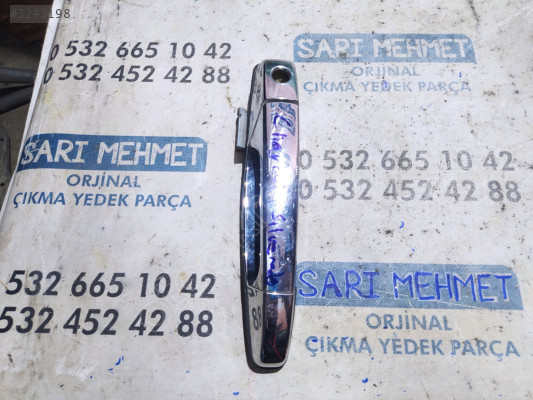 #3247198
0 532 665 10 42
0 532 452 42 88
SARI MEHMET
ORJİNAL
ÇIKMA YEDEK PARÇA
SARI MEHMET
ORJİNAL
ÇIKMA YEDEK PARÇA
532 665 10 42
0 532 452 42 88
532 665 10 42
532 452 42 88
SARI MEHMET
ORJİNAL
ÇIKMA YEDEK PARÇA
88